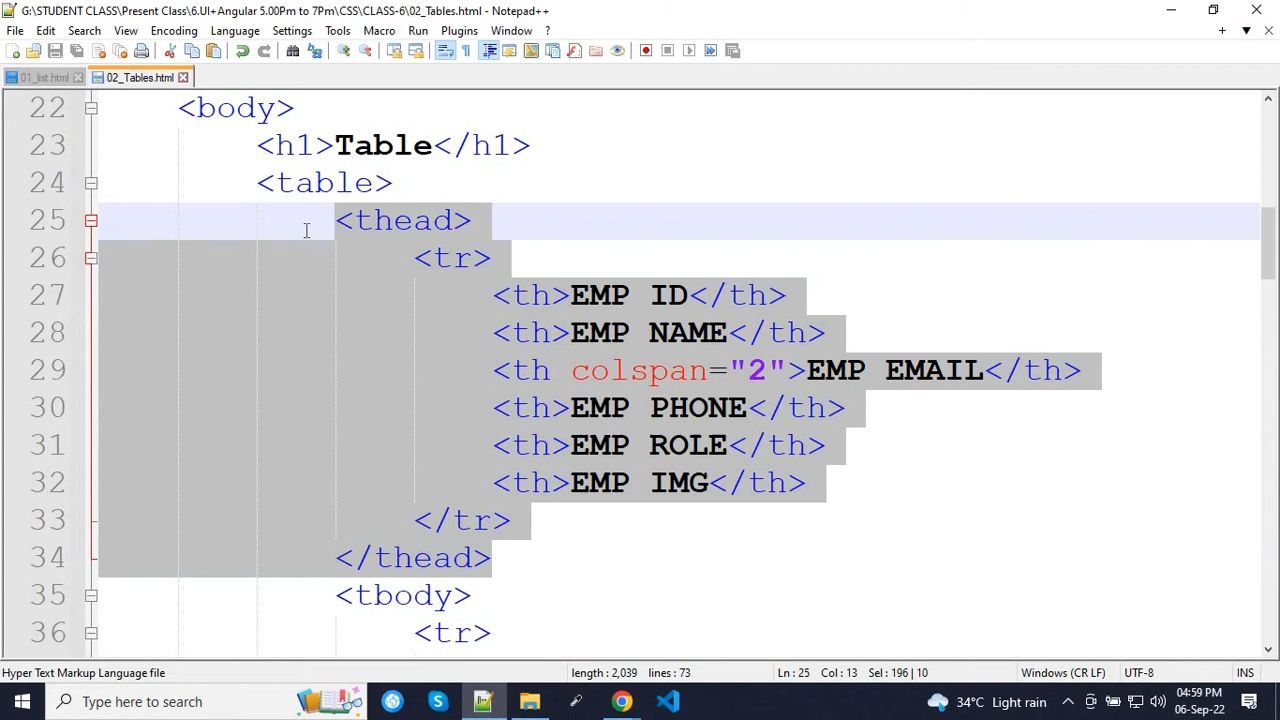 G:\STUDENT CLASS\Present Class\6.UI+Angular 5.00Pm to 7Pm\CSS\CLASS-6\02_Tables.html - Notepad++
File Edit Search View Encoding Language Settings Tools Macro Run Plugins Window ?
01_list.html 02_Tables.html
22 <body>
23 <h1>Table</h1>
24 <table>
25 <thead>
26 <tr>
27 <th>EMP ID</th>
28 <th>EMP NAME</th>
29 <th colspan="2">EMP EMAIL</th>
30 <th>EMP PHONE</th>
31 <th>EMP ROLE</th>
32 <th>EMP IMG</th>
33 </tr>
34 </thead>
35 <tbody>
36 <tr>
Hyper Text Markup Language file length : 2,039 lines : 73 Ln : 25 Col : 13 Sel : 196 | 10 Windows (CR LF) UTF-8 INS
Type here to search 34°C Light rain 04:59 PM
06-Sep-22